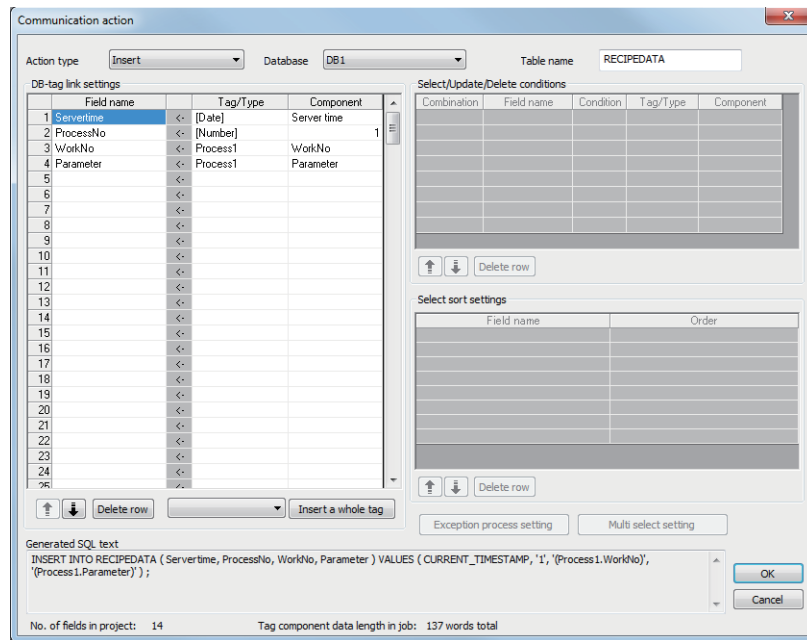 Communication action
Action type Insert Database DB1 Table name RECIPEDATA
DB-tag link settings
Field name Tag/Type Component
1 Servertime <- [Date] Server time
2 ProcessNo <- [Number] 1
3 WorkNo <- Process1 WorkNo
4 Parameter <- Process1 Parameter
5 <-
6 <-
7 <-
8 <-
9 <-
10 <-
11 <-
12 <-
13 <-
14 <-
15 <-
16 <-
17 <-
18 <-
19 <-
20 <-
21 <-
22 <-
23 <-
24 <-
25 <-
Delete row Insert a whole tag
Select/Update/Delete conditions
Combination Field name Condition Tag/Type Component
Delete row
Select sort settings
Field name Order
Delete row
Exception process setting Multi select setting
Generated SQL text
INSERT INTO RECIPEDATA ( Servertime, ProcessNo, WorkNo, Parameter ) VALUES ( CURRENT_TIMESTAMP, '1', '(Process1.WorkNo)',
'(Process1.Parameter)' ) ;
OK
Cancel
No. of fields in project: 14 Tag component data length in job: 137 words total